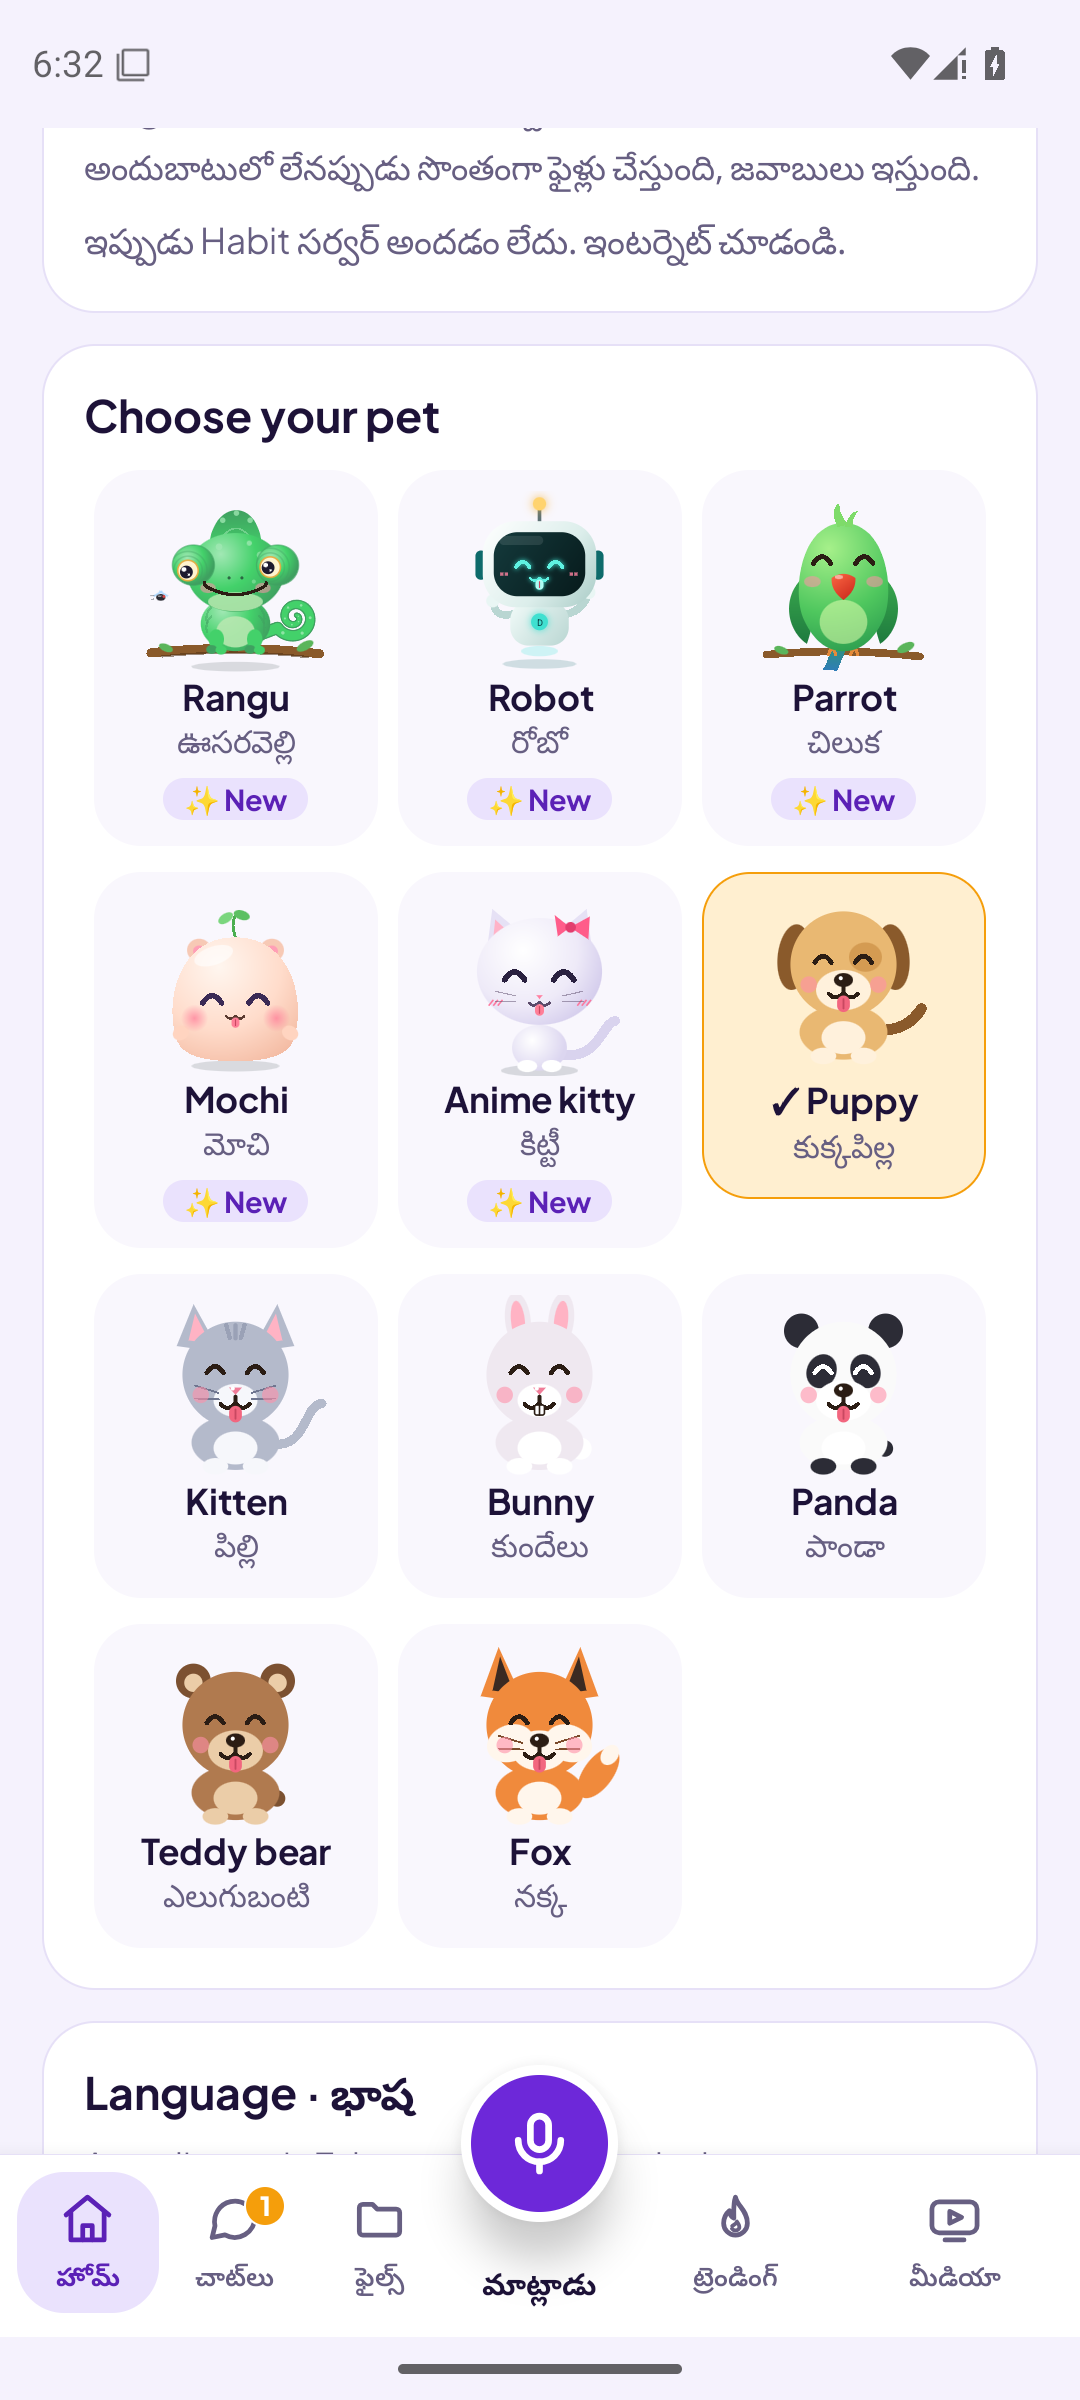 6:32
అందుబాటులో లేనప్పుడు సొంతంగా ఫైళ్లు చేస్తుంది, జవాబులు ఇస్తుంది.
ఇప్పుడు Habit సర్వర్ అందడం లేదు. ఇంటర్నెట్ చూడండి.
Choose your pet
Rangu
ఊసరవెల్లి
✨ New
Robot
రోబో
✨ New
Parrot
చిలుక
✨ New
Mochi
మోచి
✨ New
Anime kitty
కిట్టీ
✨ New
✓ Puppy
కుక్కపిల్ల
Kitten
పిల్లి
Bunny
కుందేలు
Panda
పాండా
Teddy bear
ఎలుగుబంటి
Fox
నక్క
Language · భాష
హోమ్
1
చాట్‌లు
ఫైల్స్
మాట్లాడు
ట్రెండింగ్
మీడియా